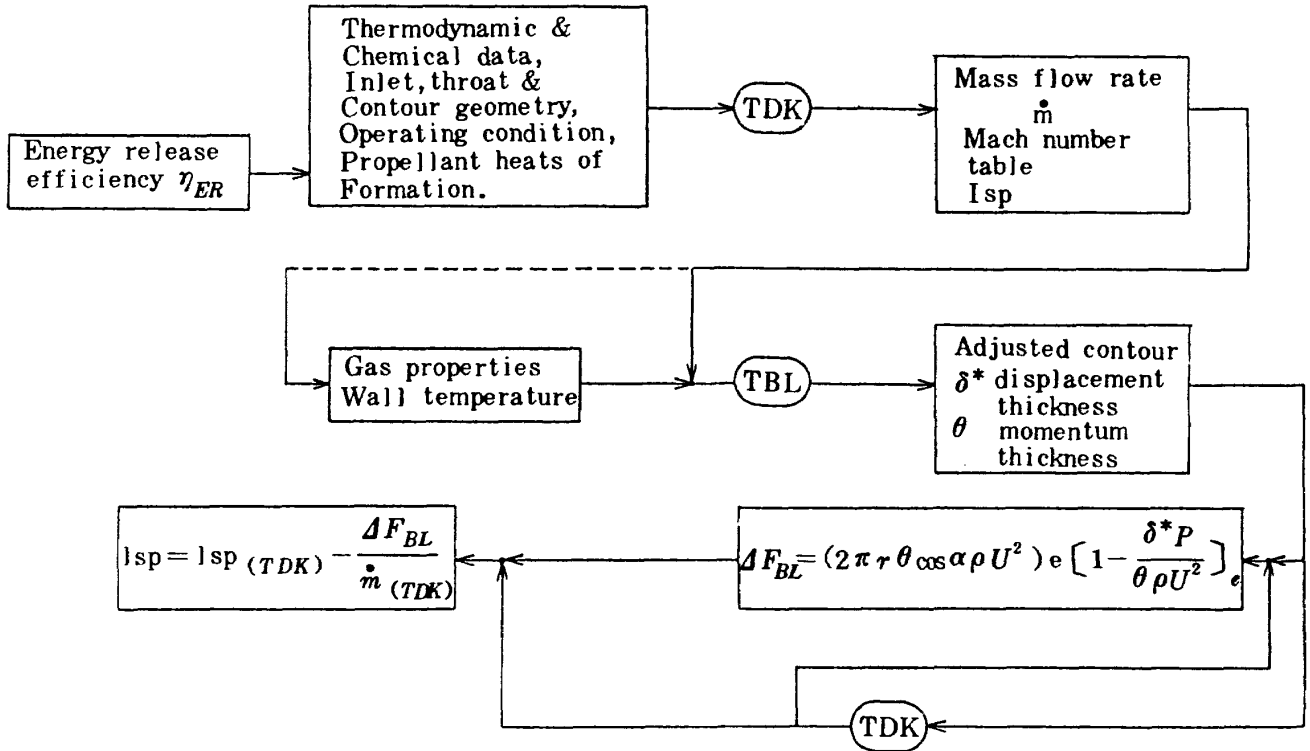 Energy release
efficiency η_ER
Thermodynamic &
Chemical data,
Inlet, throat &
Contour geometry,
Operating condition,
Propellant heats of
Formation.
TDK
Mass flow rate
ṁ
Mach number
table
Isp
Gas properties
Wall temperature
TBL
Adjusted contour
δ* displacement
thickness
θ momentum
thickness
ΔF_BL = (2πrθ cos α ρU²)e [1 - δ*P / θρU²]_e
Isp = Isp (TDK) - ΔF_BL / ṁ (TDK)
TDK